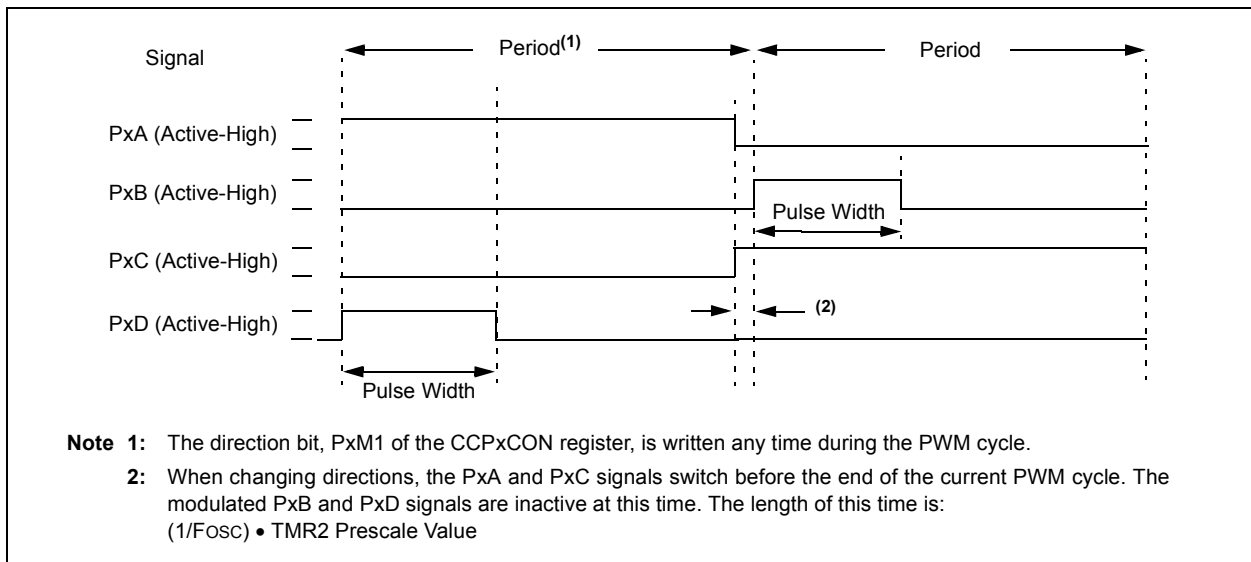 Signal
Period(1)
Period
PxA (Active-High)
PxB (Active-High)
Pulse Width
PxC (Active-High)
PxD (Active-High)
(2)
Pulse Width
Note 1: The direction bit, PxM1 of the CCPxCON register, is written any time during the PWM cycle.
2: When changing directions, the PxA and PxC signals switch before the end of the current PWM cycle. The
modulated PxB and PxD signals are inactive at this time. The length of this time is:
(1/FOSC) • TMR2 Prescale Value